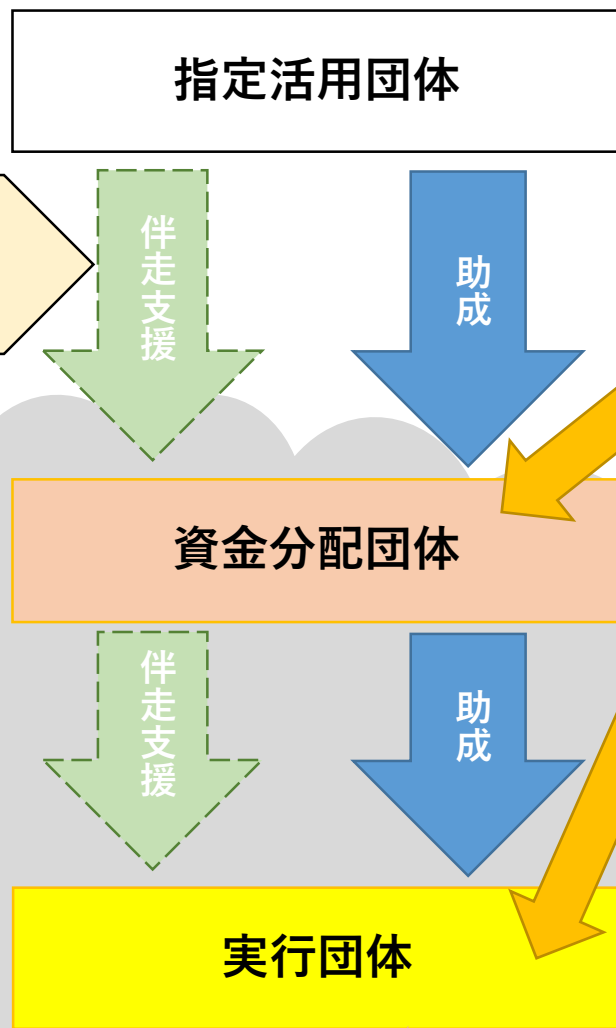 指定活用団体
伴走支援
助成
資金分配団体
伴走支援
助成
実行団体